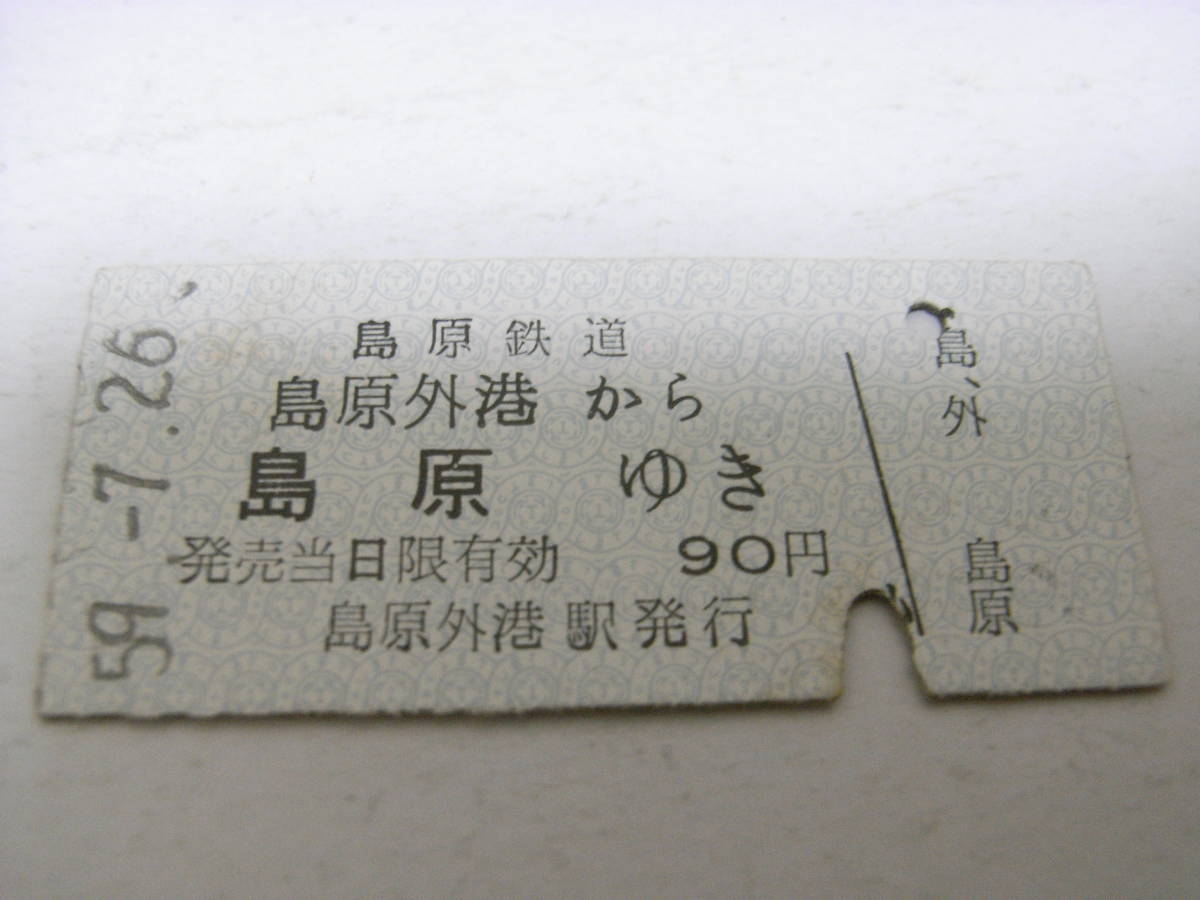 59-7.26
島原鉄道
島原外港から
島原ゆき
発売当日限有効 90円
島原外港駅発行
島、外
島原